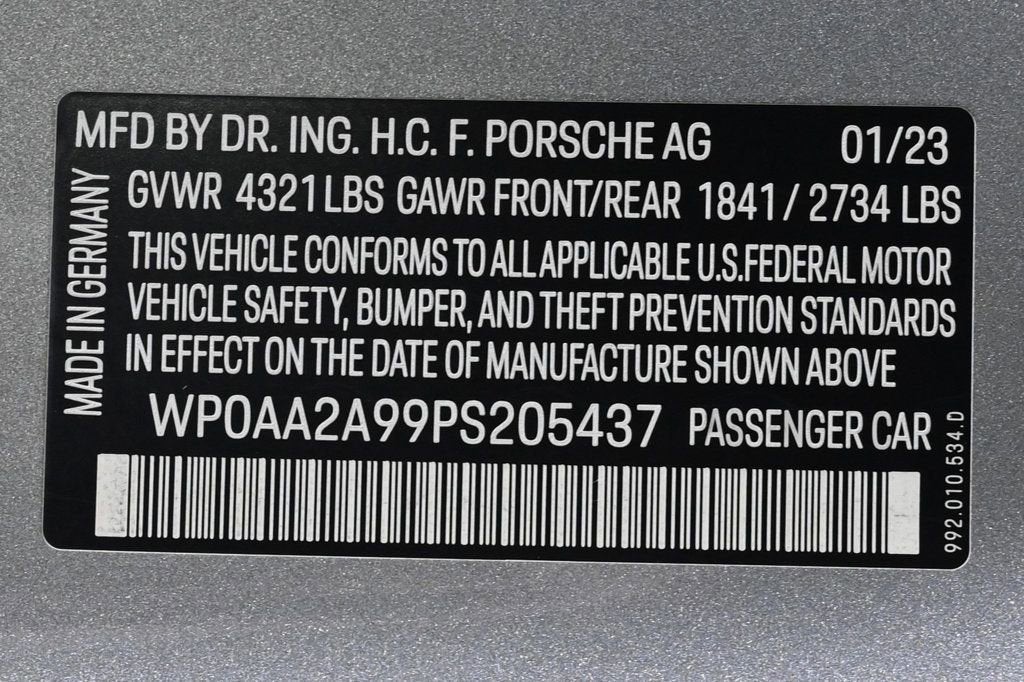 MFD BY DR. ING. H.C. F. PORSCHE AG 01/23
GVWR 4321 LBS GAWR FRONT/REAR 1841 / 2734 LBS
THIS VEHICLE CONFORMS TO ALL APPLICABLE U.S.FEDERAL MOTOR
VEHICLE SAFETY, BUMPER, AND THEFT PREVENTION STANDARDS
IN EFFECT ON THE DATE OF MANUFACTURE SHOWN ABOVE
WP0AA2A99PS205437 PASSENGER CAR
MADE IN GERMANY
992.010.534.D